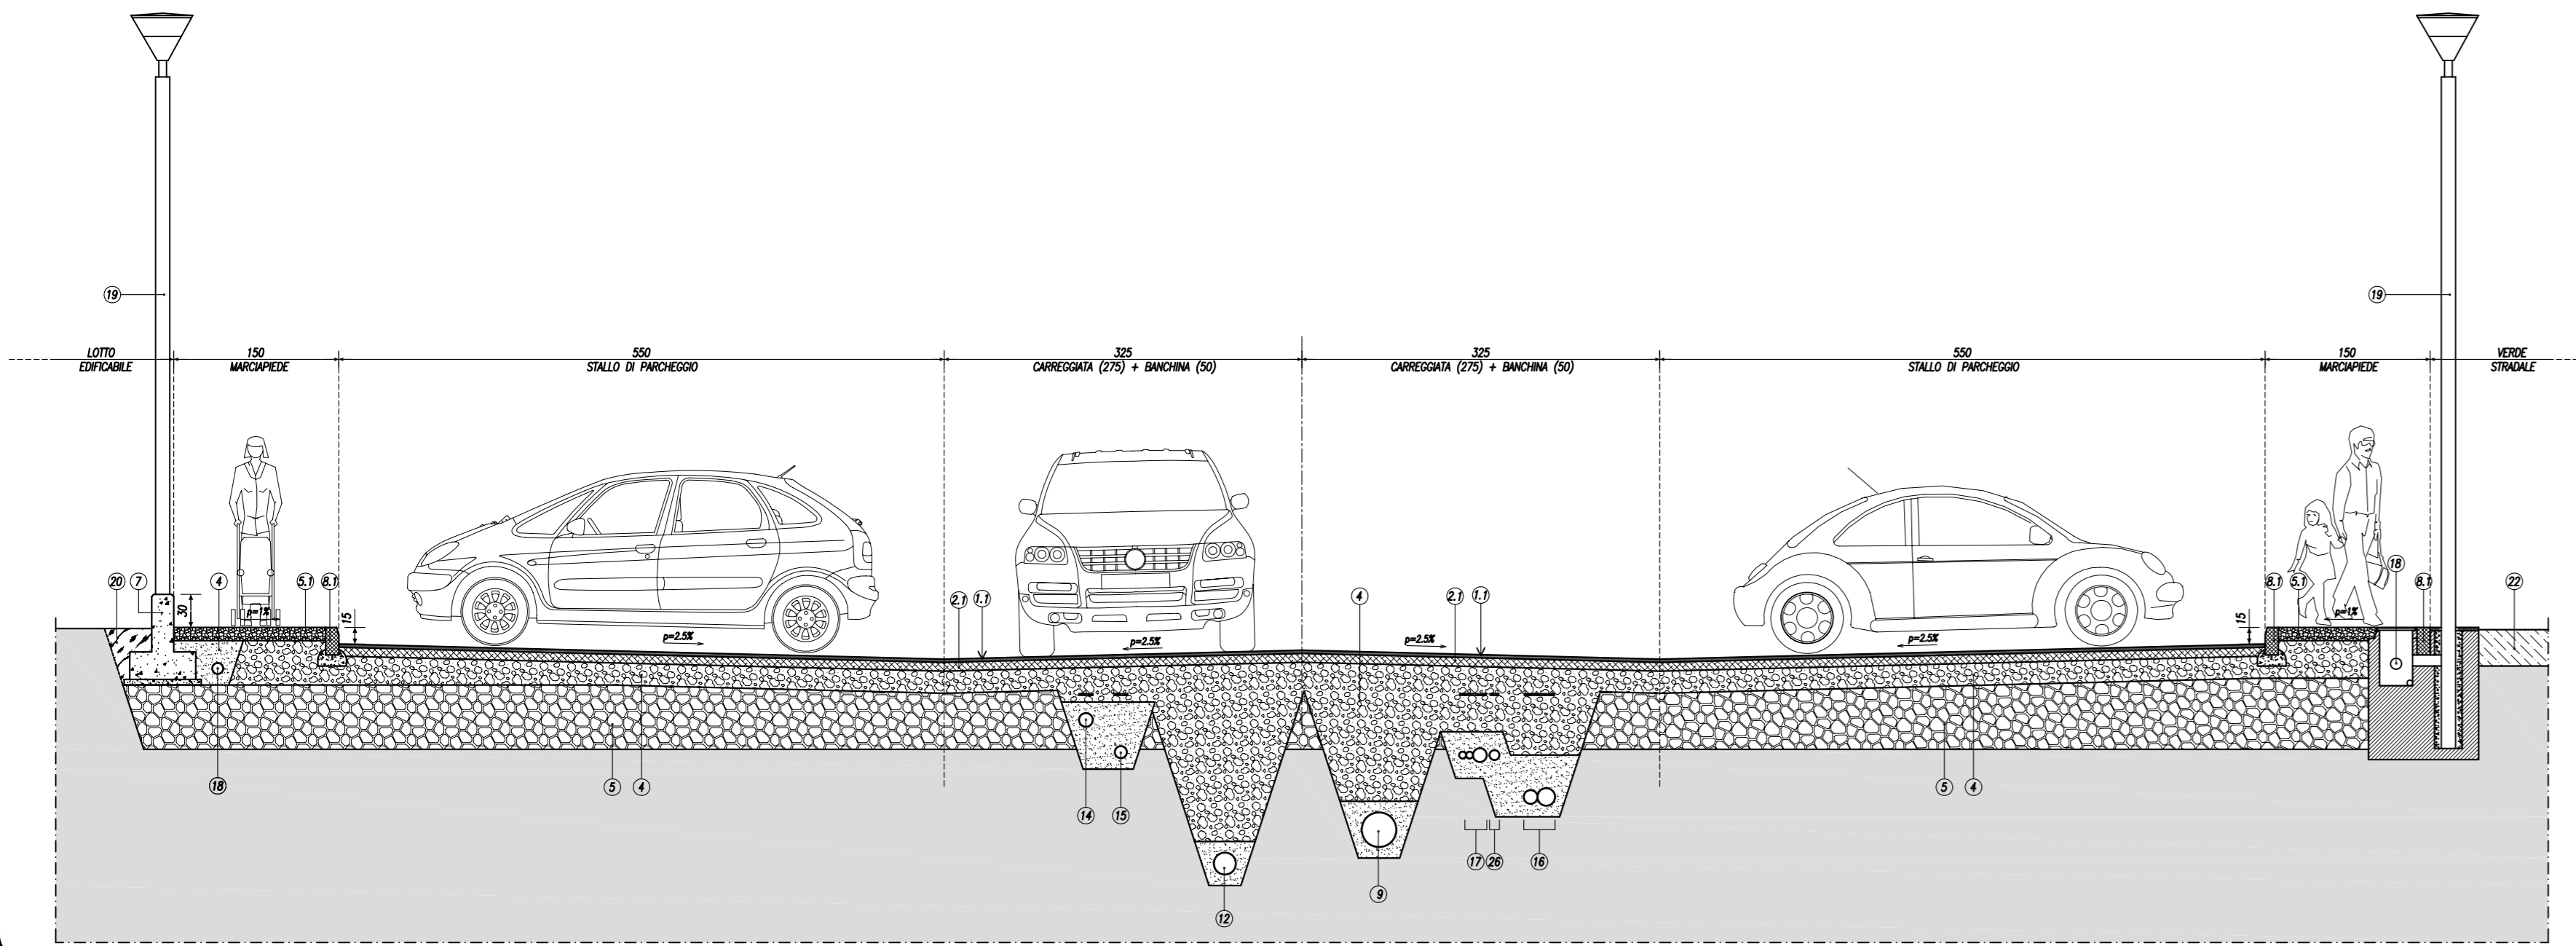 19
19
LOTTO
EDIFICABILE
150
MARCIAPIEDE
550
STALLO DI PARCHEGGIO
325
CARREGGIATA (275) + BANCHINA (50)
325
CARREGGIATA (275) + BANCHINA (50)
550
STALLO DI PARCHEGGIO
150
MARCIAPIEDE
VERDE
STRADALE
20
7
4
5.1
8.1
30
p=1%
15
p=2.5%
2.1
1.1
p=2.5%
4
p=2.5%
2.1
1.1
p=2.5%
15
8.1
5.1
p=1%
18
8.1
22
18
5
4
14
15
12
9
17
26
16
5
4